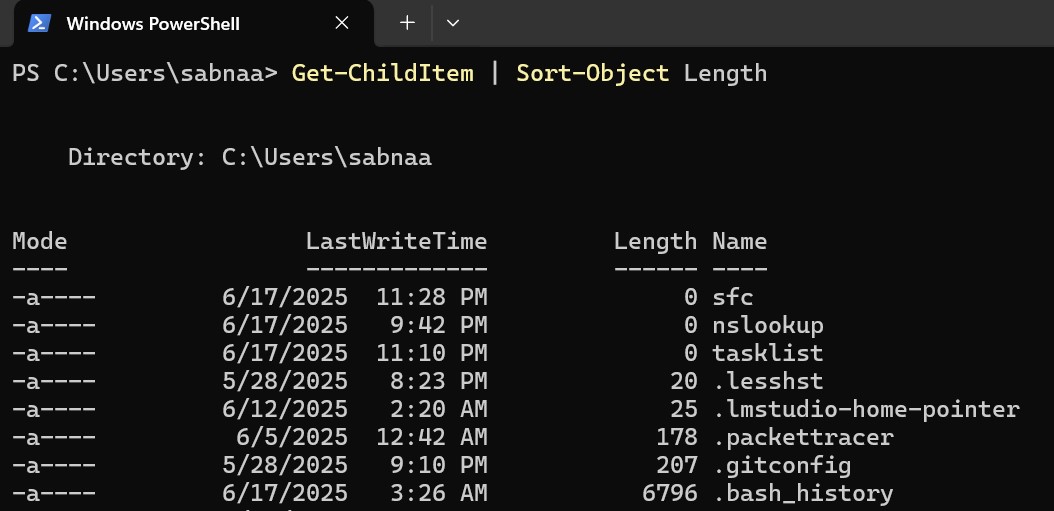 Windows PowerShell
PS C:\Users\sabnaa> Get-ChildItem | Sort-Object Length
Directory: C:\Users\sabnaa
Mode LastWriteTime Length Name
---- ------------- ------ ----
-a---- 6/17/2025 11:28 PM 0 sfc
-a---- 6/17/2025 9:42 PM 0 nslookup
-a---- 6/17/2025 11:10 PM 0 tasklist
-a---- 5/28/2025 8:23 PM 20 .lesshst
-a---- 6/12/2025 2:20 AM 25 .lmstudio-home-pointer
-a---- 6/5/2025 12:42 AM 178 .packettracer
-a---- 5/28/2025 9:10 PM 207 .gitconfig
-a---- 6/17/2025 3:26 AM 6796 .bash_history